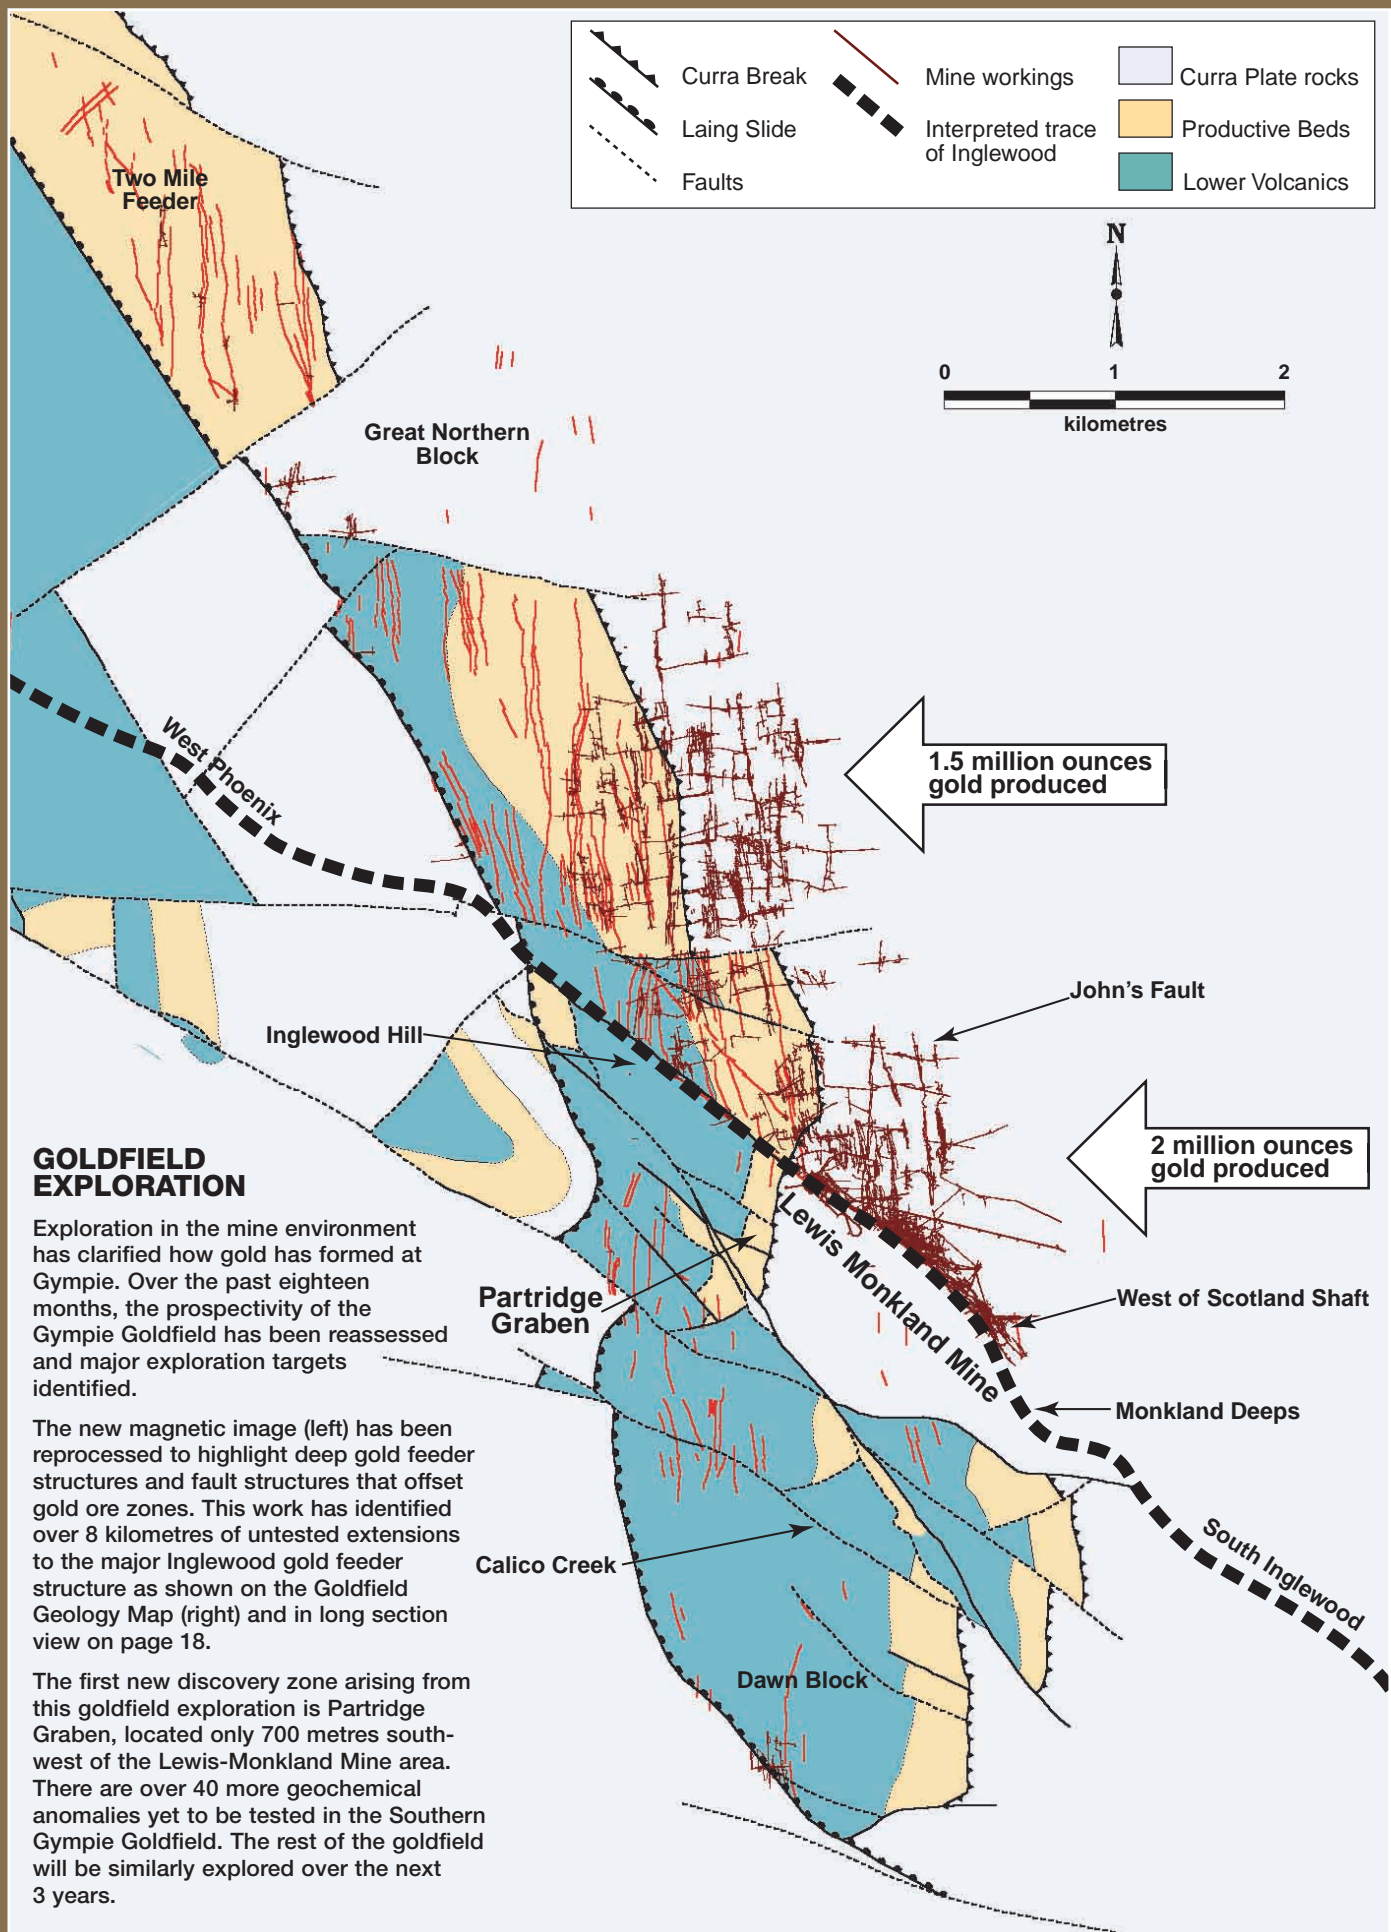 Curra Break
Laing Slide
Faults
Mine workings
Interpreted trace
of Inglewood
Curra Plate rocks
Productive Beds
Lower Volcanics
N
0 1 2
kilometres
Two Mile
Feeder
Great Northern
Block
West Phoenix
1.5 million ounces
gold produced
John's Fault
Inglewood Hill
2 million ounces
gold produced
Lewis Monkland Mine
Partridge
Graben
West of Scotland Shaft
Monkland Deeps
South Inglewood
Calico Creek
Dawn Block
GOLDFIELD
EXPLORATION
Exploration in the mine environment
has clarified how gold has formed at
Gympie. Over the past eighteen
months, the prospectivity of the
Gympie Goldfield has been reassessed
and major exploration targets
identified.
The new magnetic image (left) has been
reprocessed to highlight deep gold feeder
structures and fault structures that offset
gold ore zones. This work has identified
over 8 kilometres of untested extensions
to the major Inglewood gold feeder
structure as shown on the Goldfield
Geology Map (right) and in long section
view on page 18.
The first new discovery zone arising from
this goldfield exploration is Partridge
Graben, located only 700 metres south-
west of the Lewis-Monkland Mine area.
There are over 40 more geochemical
anomalies yet to be tested in the Southern
Gympie Goldfield. The rest of the goldfield
will be similarly explored over the next
3 years.